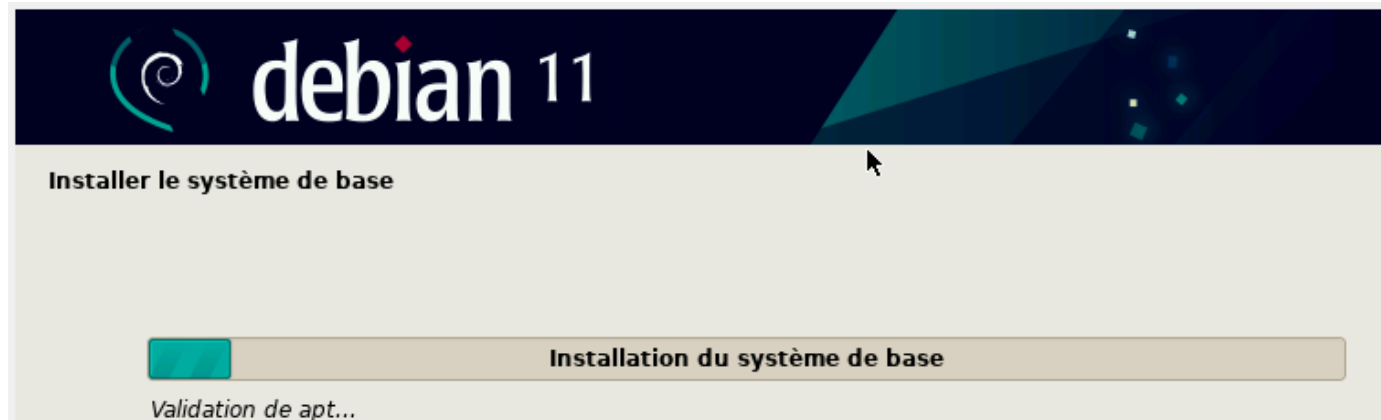 debian 11
Installer le système de base
Installation du système de base
Validation de apt...